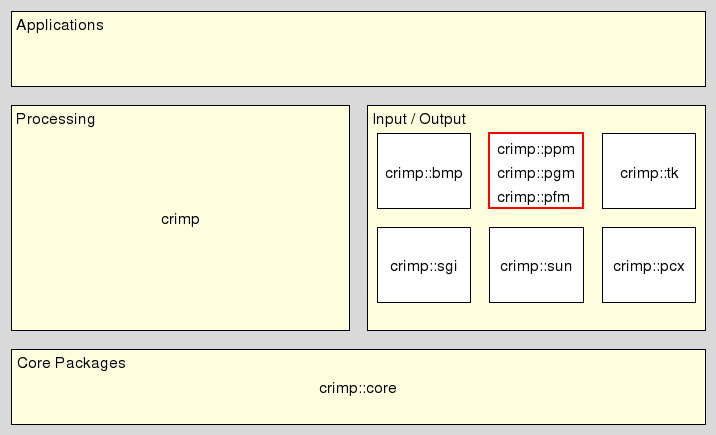 Applications
Processing
crimp
Input / Output
crimp::bmp
crimp::ppm
crimp::pgm
crimp::pfm
crimp::tk
crimp::sgi
crimp::sun
crimp::pcx
Core Packages
crimp::core